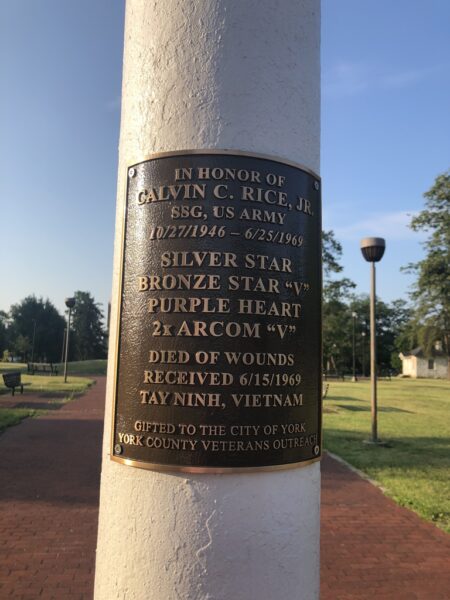 IN HONOR OF
CALVIN C. RICE, JR.
SSG, US ARMY
10/27/1946 – 6/25/1969
SILVER STAR
BRONZE STAR “V”
PURPLE HEART
2x ARCOM “V”
DIED OF WOUNDS
RECEIVED 6/15/1969
TAY NINH, VIETNAM
GIFTED TO THE CITY OF YORK
YORK COUNTY VETERANS OUTREACH